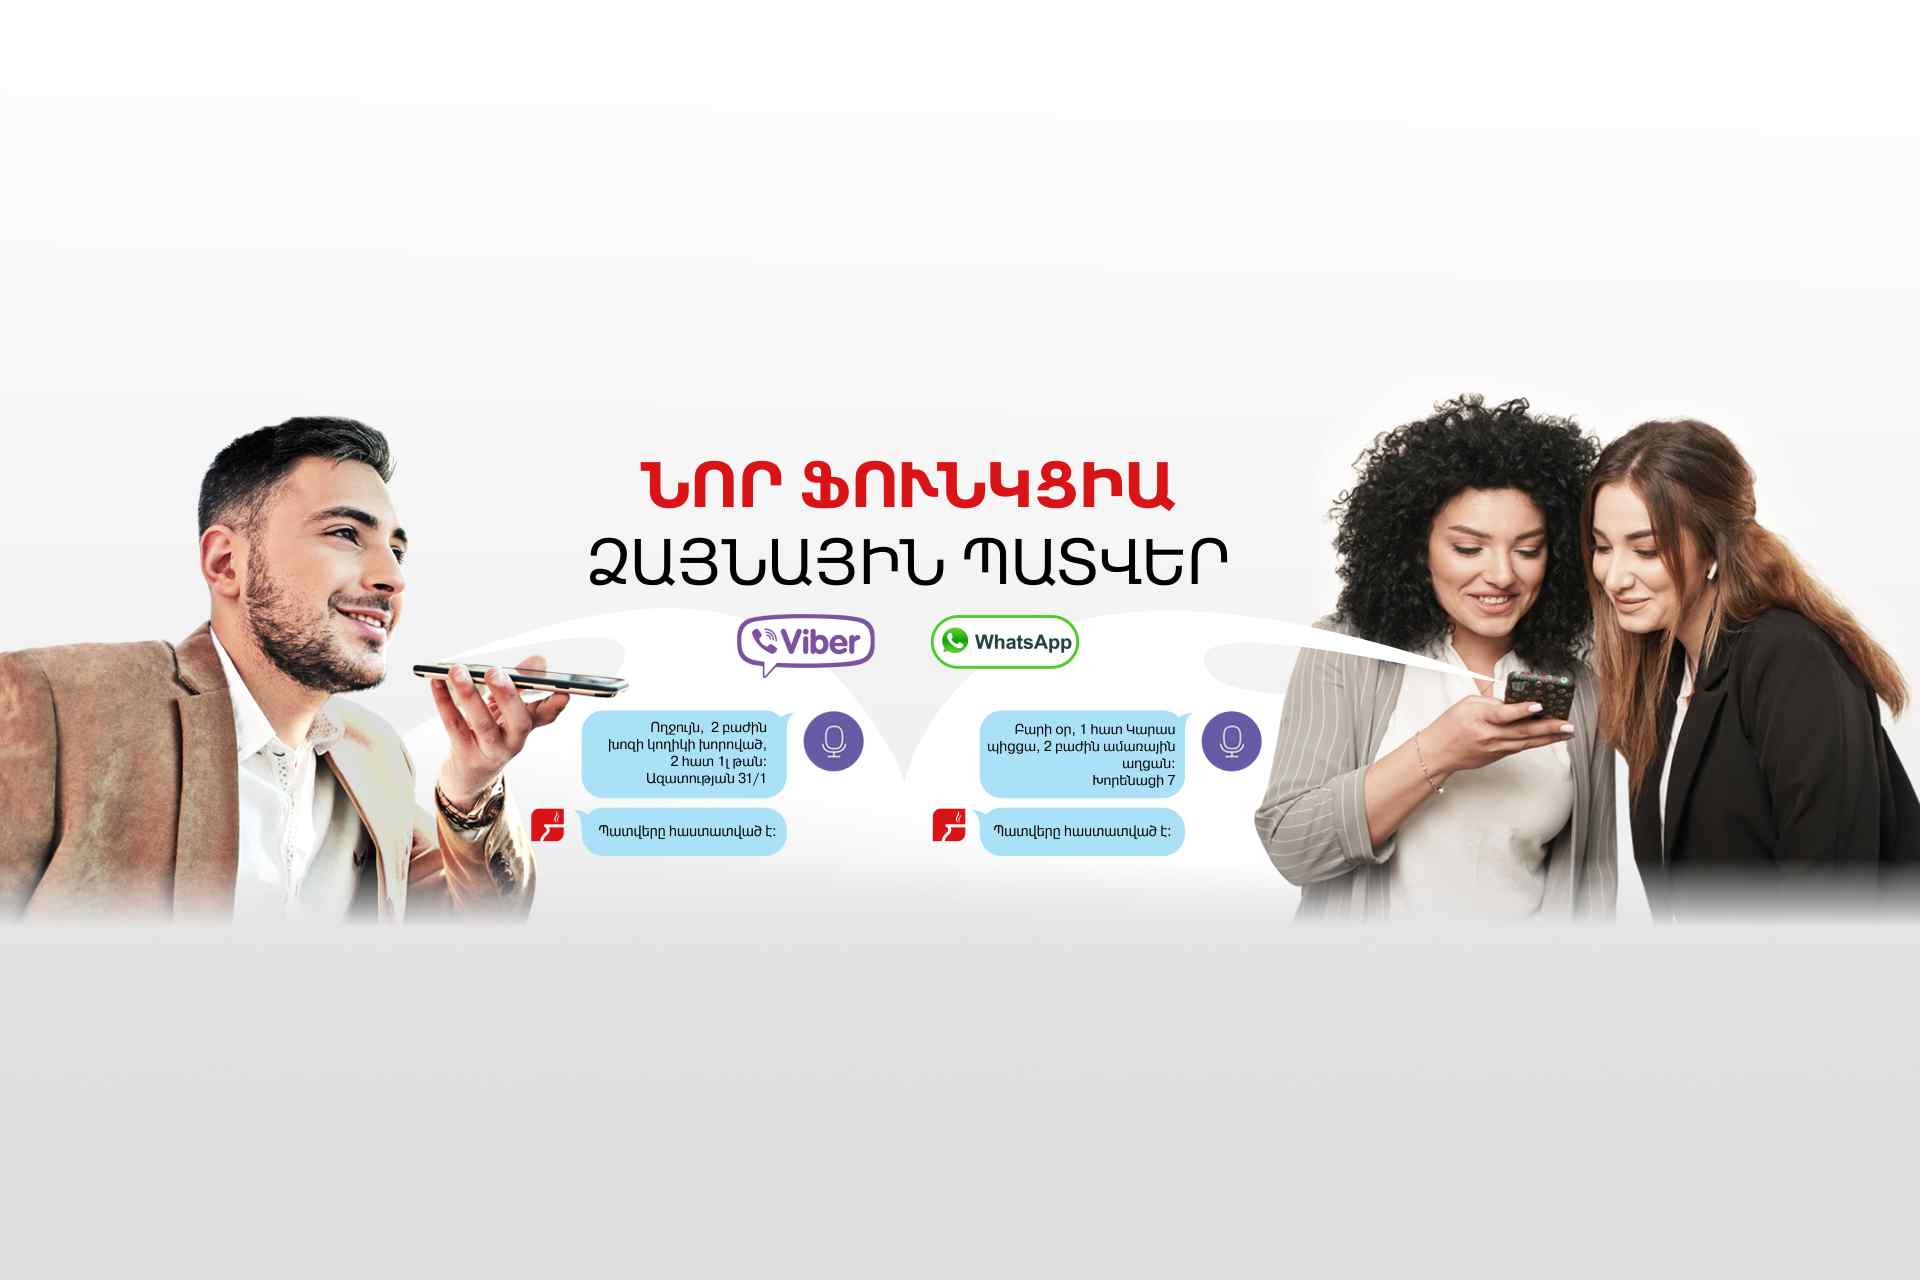 ՆՈՐ ՖՈՒՆԿՑԻԱ
ՁԱՅՆԱՅԻՆ ՊԱՏՎԵՐ
Viber
WhatsApp
Ողջույն, 2 բաժին
խոզի կողիկի խորոված,
2 հատ 1լ թան:
Ազատության 31/1
Պատվերը հաստատված է:
Բարի օր, 1 հատ Կարաս
պիցցա, 2 բաժին ամառային
աղցան:
Խորենացի 7
Պատվերը հաստատված է: